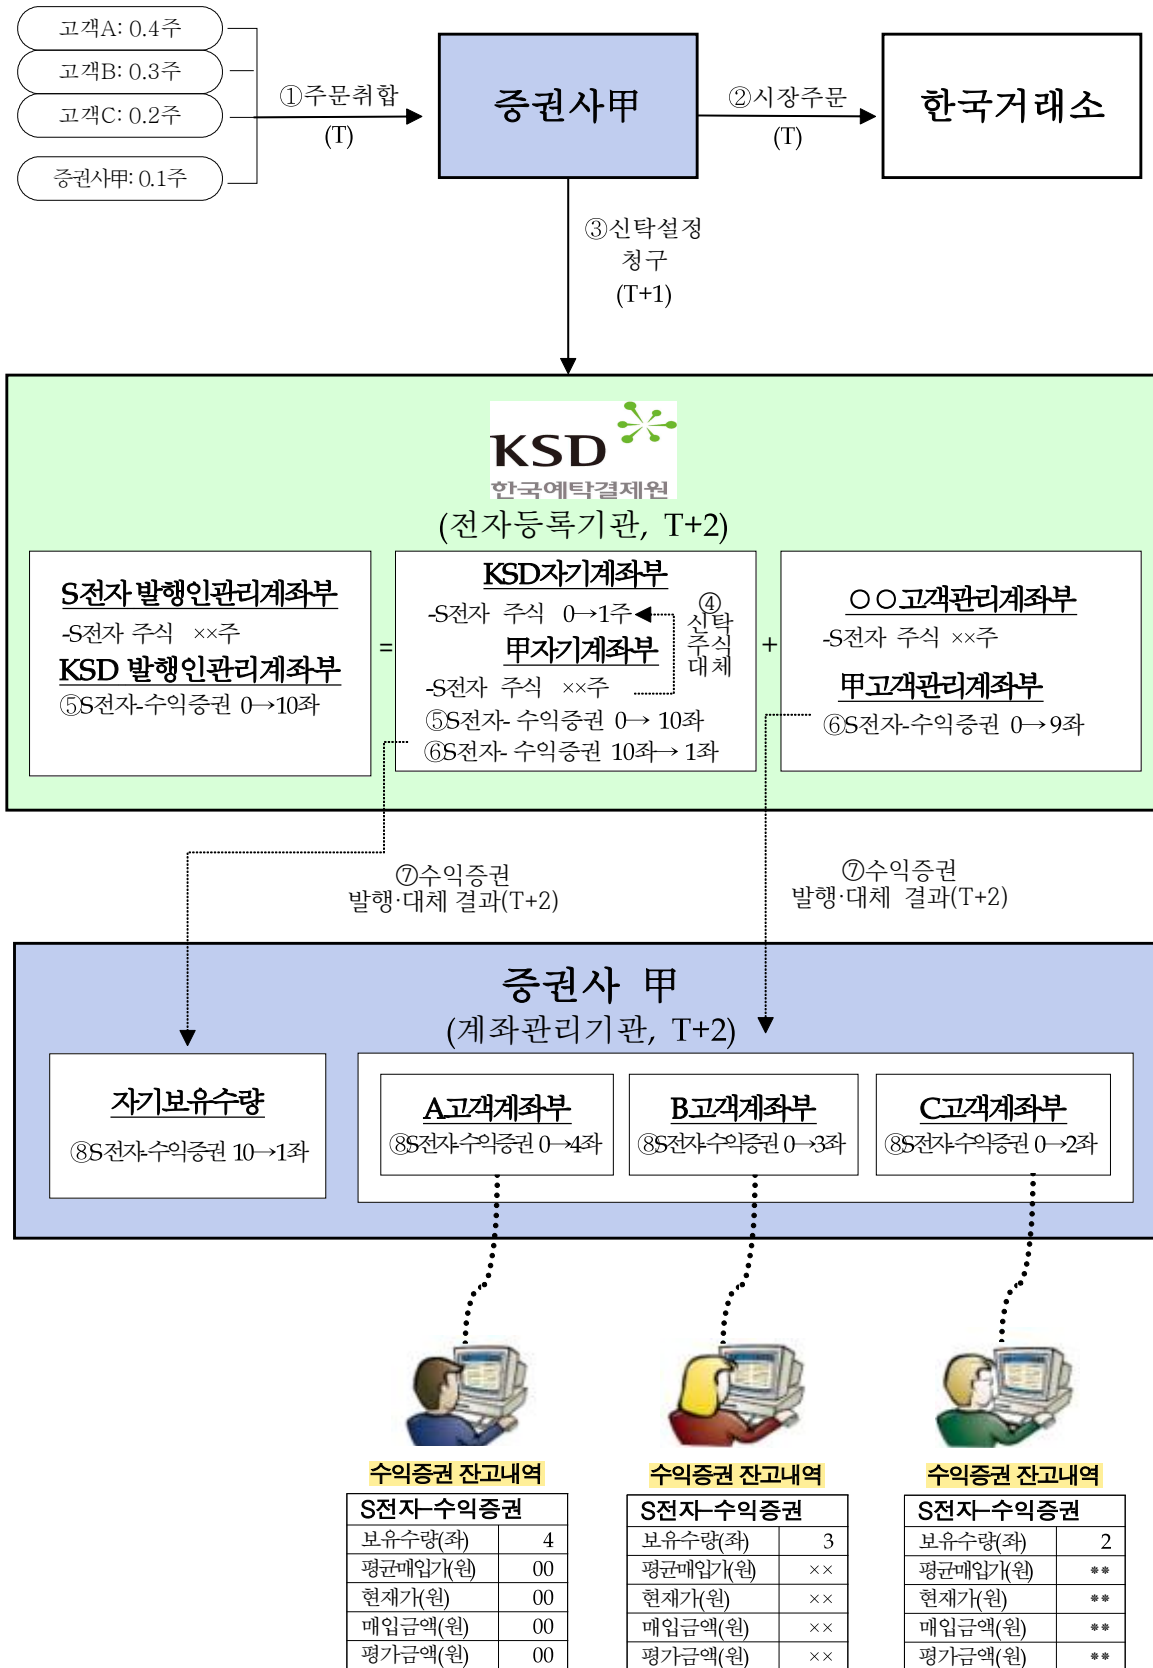 고객A: 0.4주
고객B: 0.3주
고객C: 0.2주
증권사甲: 0.1주
①주문취합
(T)
증권사甲
②시장주문
(T)
한국거래소
③신탁설정
청구
(T+1)
KSD
한국예탁결제원
(전자등록기관, T+2)
S전자 발행인관리계좌부
-S전자 주식 ××주
KSD 발행인관리계좌부
⑤S전자-수익증권 0→10좌
=
KSD자기계좌부
-S전자 주식 0→1주
甲자기계좌부
-S전자 주식 ××주
④
신탁
주식
대체
⑤S전자- 수익증권 0→ 10좌
⑥S전자- 수익증권 10좌→ 1좌
+
○○고객관리계좌부
-S전자 주식 ××주
甲고객관리계좌부
⑥S전자-수익증권 0→9좌
⑦수익증권
발행·대체 결과(T+2)
⑦수익증권
발행·대체 결과(T+2)
증권사 甲
(계좌관리기관, T+2)
자기보유수량
⑧S전자-수익증권 10→1좌
A고객계좌부
⑧S전자-수익증권 0→4좌
B고객계좌부
⑧S전자-수익증권 0→3좌
C고객계좌부
⑧S전자-수익증권 0→2좌
수익증권 잔고내역
S전자-수익증권
보유수량(좌) 4
평균매입가(원) 00
현재가(원) 00
매입금액(원) 00
평가금액(원) 00
수익증권 잔고내역
S전자-수익증권
보유수량(좌) 3
평균매입가(원) ××
현재가(원) ××
매입금액(원) ××
평가금액(원) ××
수익증권 잔고내역
S전자-수익증권
보유수량(좌) 2
평균매입가(원) **
현재가(원) **
매입금액(원) **
평가금액(원) **